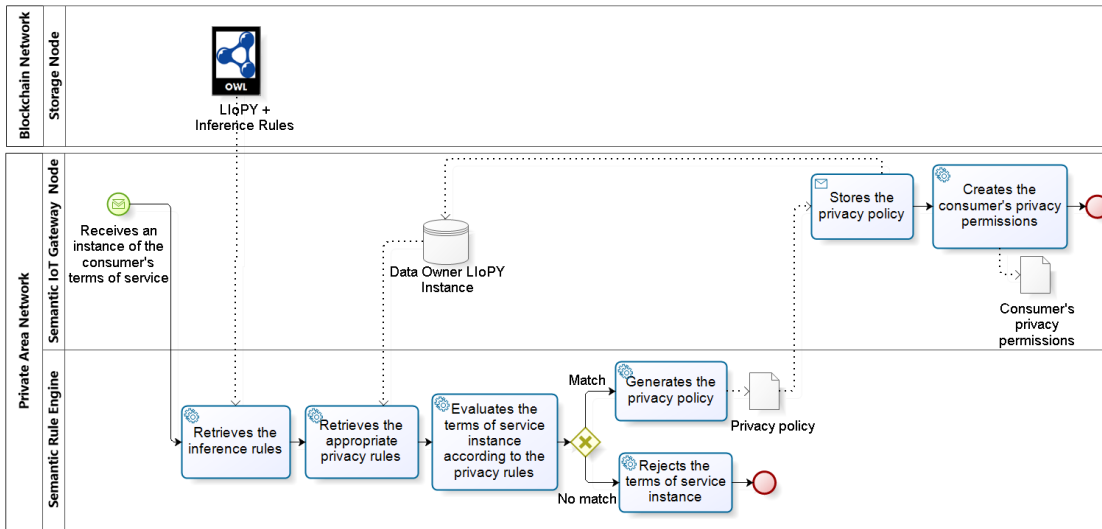 Blockchain Network
Storage Node
OWL
LIoPY +
Inference Rules
Private Area Network
Semantic IoT Gateway Node
Receives an
instance of the
consumer's
terms of service
Data Owner LIoPY
Instance
Stores the
privacy policy
Creates the
consumer's privacy
permissions
Consumer's
privacy
permissions
Semantic Rule Engine
Retrieves the
inference rules
Retrieves the
appropriate
privacy rules
Evaluates the
terms of service
instance
according to the
privacy rules
Match
Generates the
privacy policy
Privacy policy
No match
Rejects the
terms of service
instance